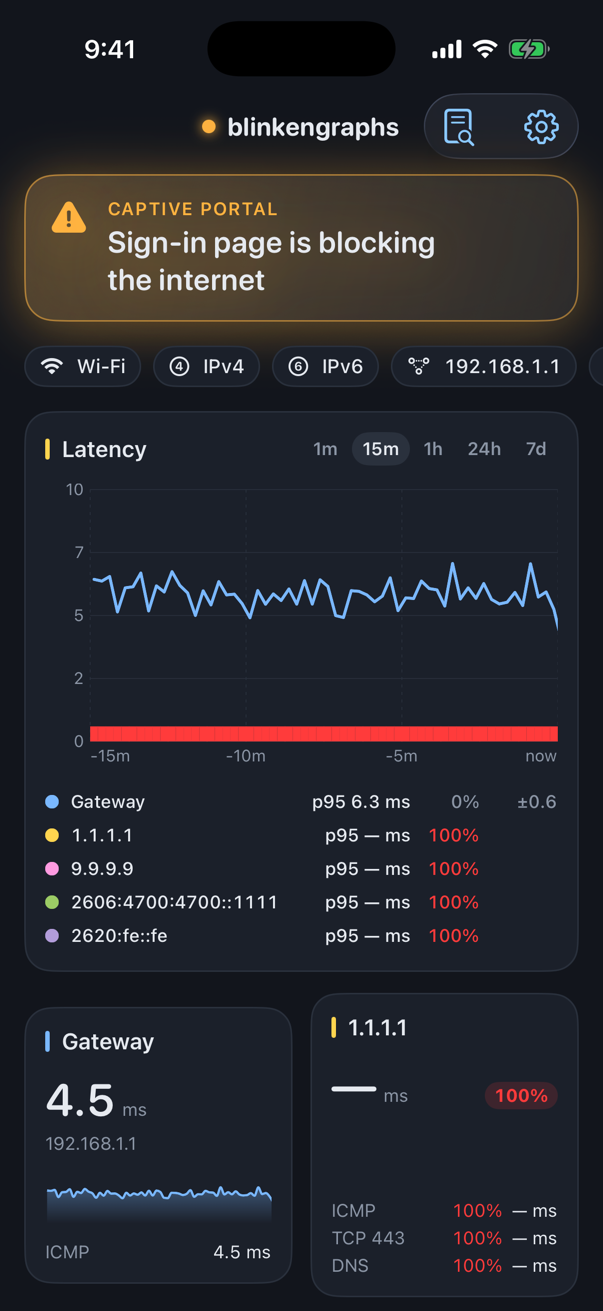 9:41
blinkengraphs
CAPTIVE PORTAL
Sign-in page is blocking
the internet
Wi-Fi
4 IPv4
6 IPv6
192.168.1.1
Latency 1m 15m 1h 24h 7d
10
7
5
2
0
-15m -10m -5m now
Gateway p95 6.3 ms 0% ±0.6
1.1.1.1 p95 — ms 100%
9.9.9.9 p95 — ms 100%
2606:4700:4700::1111 p95 — ms 100%
2620:fe::fe p95 — ms 100%
Gateway
4.5 ms
192.168.1.1
ICMP 4.5 ms
1.1.1.1
— ms 100%
ICMP 100% — ms
TCP 443 100% — ms
DNS 100% — ms